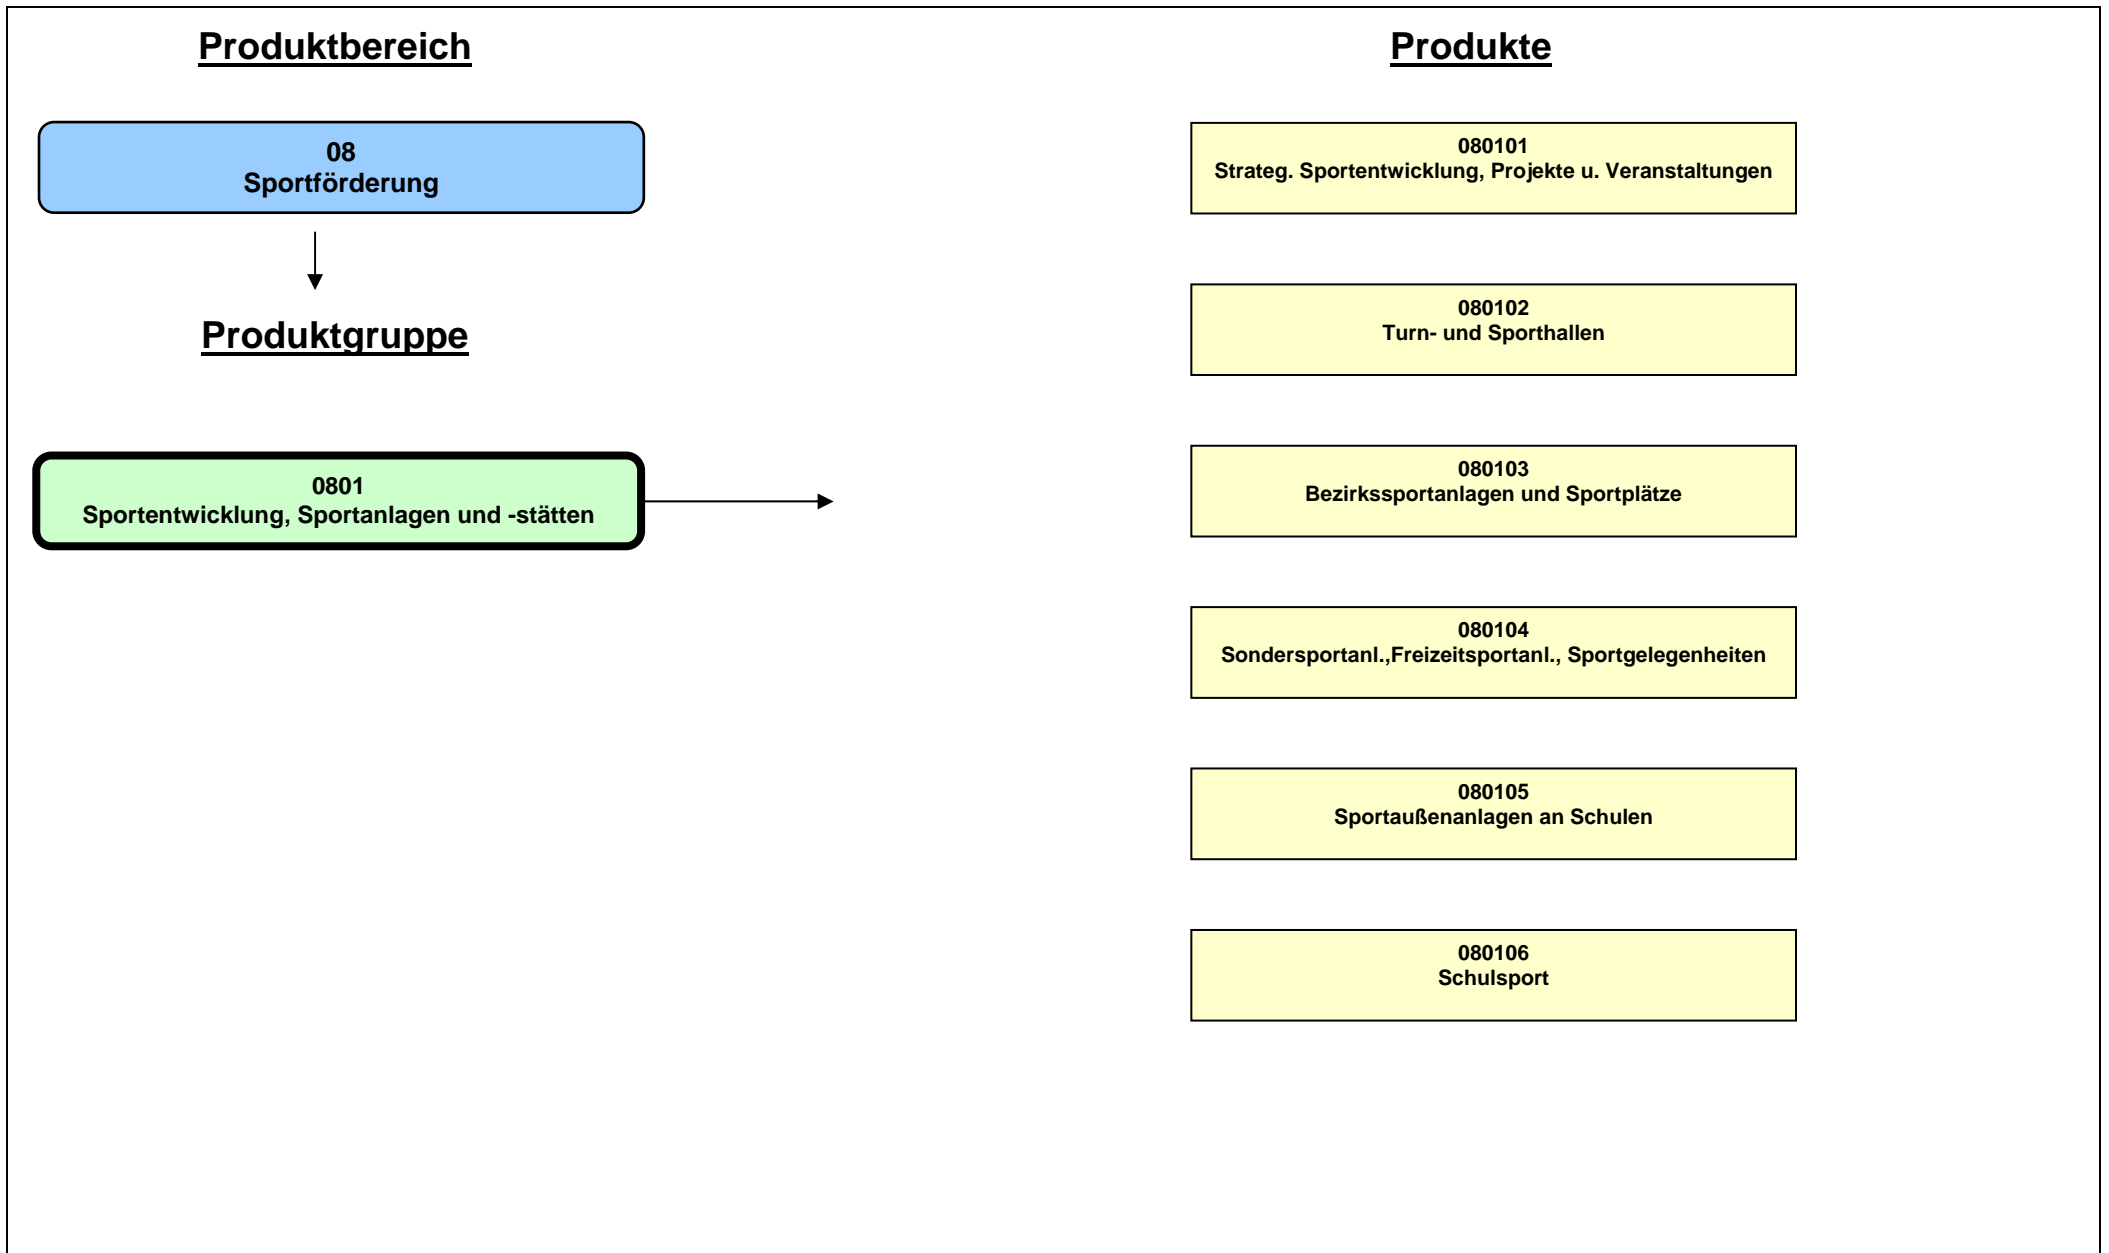 Produktbereich
08
Sportförderung
Produktgruppe
0801
Sportentwicklung, Sportanlagen und -stätten
Produkte
080101
Strateg. Sportentwicklung, Projekte u. Veranstaltungen
080102
Turn- und Sporthallen
080103
Bezirkssportanlagen und Sportplätze
080104
Sondersportanl.,Freizeitsportanl., Sportgelegenheiten
080105
Sportaußenanlagen an Schulen
080106
Schulsport